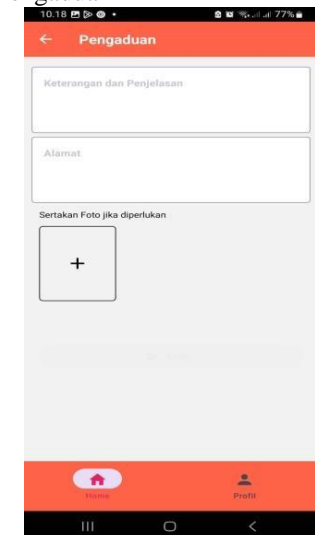 10.18
77%
Pengaduan
Keterangan dan Penjelasan
Alamat
Sertakan Foto jika diperlukan
+
Home
Profil